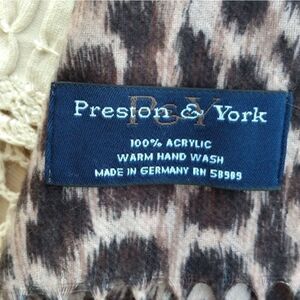 P&Y
Preston & York
100% ACRYLIC
WARM HAND WASH
MADE IN GERMANY RN 58989